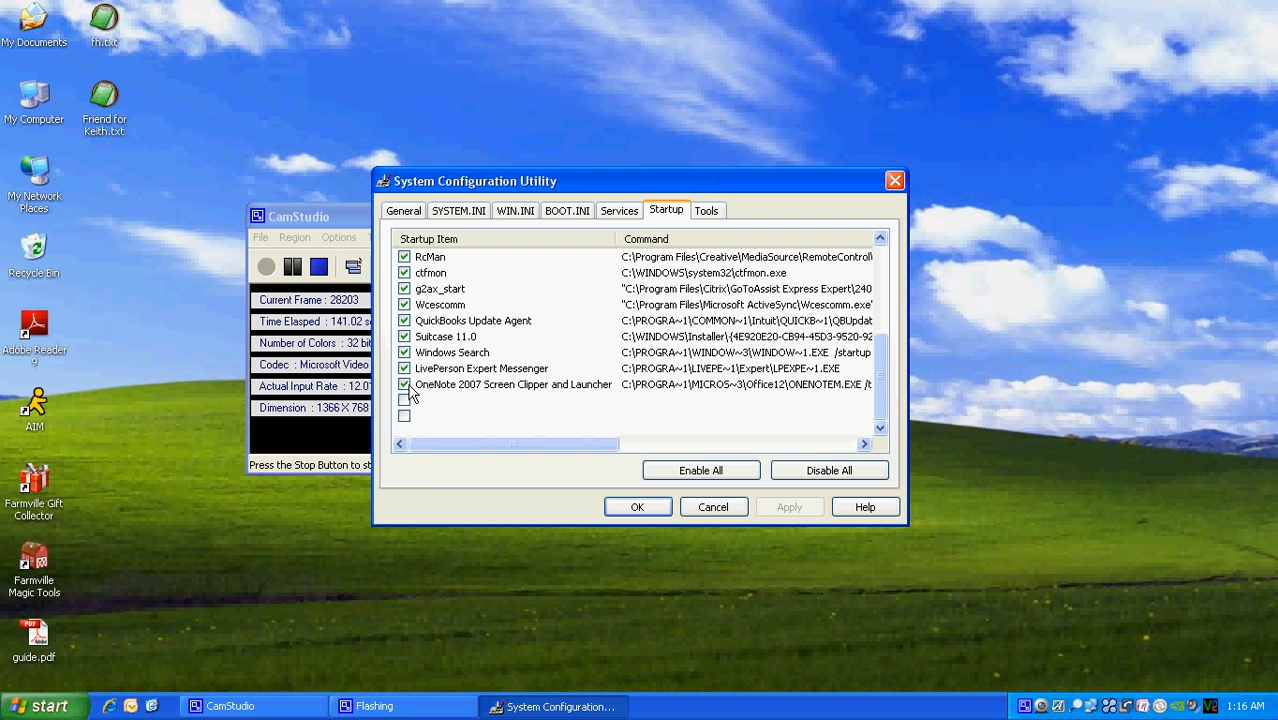 My Documents
fh.txt
My Computer
Friend for
Keith.txt
My Network
Places
Recycle Bin
Adobe Reader
9
AIM
Farmville Gift
Collector
Farmville
Magic Tools
guide.pdf
CamStudio
File Region Options
Current Frame : 28203
Time Elasped : 141.02 s
Number of Colors : 32 bi
Codec : Microsoft Video
Actual Input Rate : 12.0
Dimension : 1366 X 768
Press the Stop Button to st
System Configuration Utility
General SYSTEM.INI WIN.INI BOOT.INI Services Startup Tools
Startup Item Command
RcMan C:\Program Files\Creative\MediaSource\RemoteControl\
ctfmon C:\WINDOWS\system32\ctfmon.exe
g2ax_start "C:\Program Files\Citrix\GoToAssist Express Expert\240
Wcescomm "C:\Program Files\Microsoft ActiveSync\Wcescomm.exe"
QuickBooks Update Agent C:\PROGRA~1\COMMON~1\Intuit\QUICKB~1\QBUpdat
Suitcase 11.0 C:\WINDOWS\Installer\{4E920E20-CB94-45D3-9520-92
Windows Search C:\PROGRA~1\WINDOW~3\WINDOW~1.EXE /startup
LivePerson Expert Messenger C:\PROGRA~1\LIVEPE~1\Expert\LPEXPE~1.EXE
OneNote 2007 Screen Clipper and Launcher C:\PROGRA~1\MICROS~3\Office12\ONENOTEM.EXE /t
Enable All Disable All
OK Cancel Apply Help
start CamStudio Flashing System Configuration... 1:16 AM